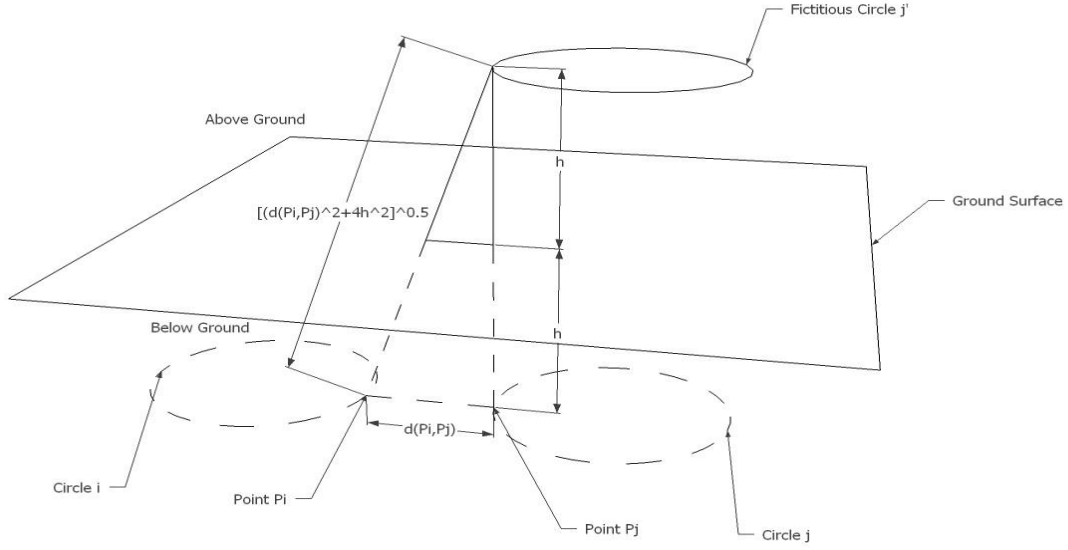 Fictitious Circle j'
Above Ground
h
[(d(Pi,Pj)^2+4h^2]^0.5
Ground Surface
Below Ground
h
d(Pi,Pj)
Circle i
Point Pi
Point Pj
Circle j